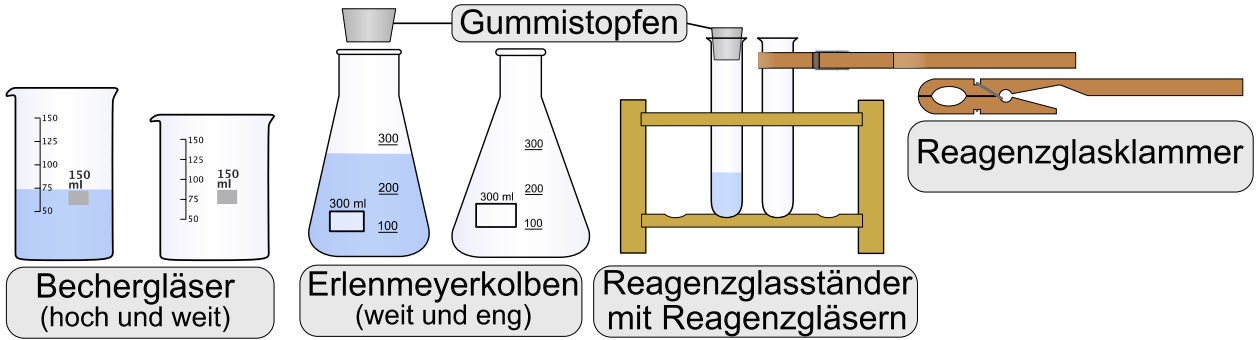 Gummistopfen
150
125
100
75
50
150
ml
150
125
100
75
50
150
ml
300
200
100
300 ml
300
200
100
300 ml
Reagenzglasklammer
Bechergläser
(hoch und weit)
Erlenmeyerkolben
(weit und eng)
Reagenzglasständer
mit Reagenzgläsern